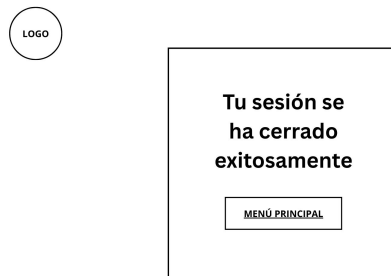 LOGO
Tu sesión se
ha cerrado
exitosamente
MENÚ PRINCIPAL